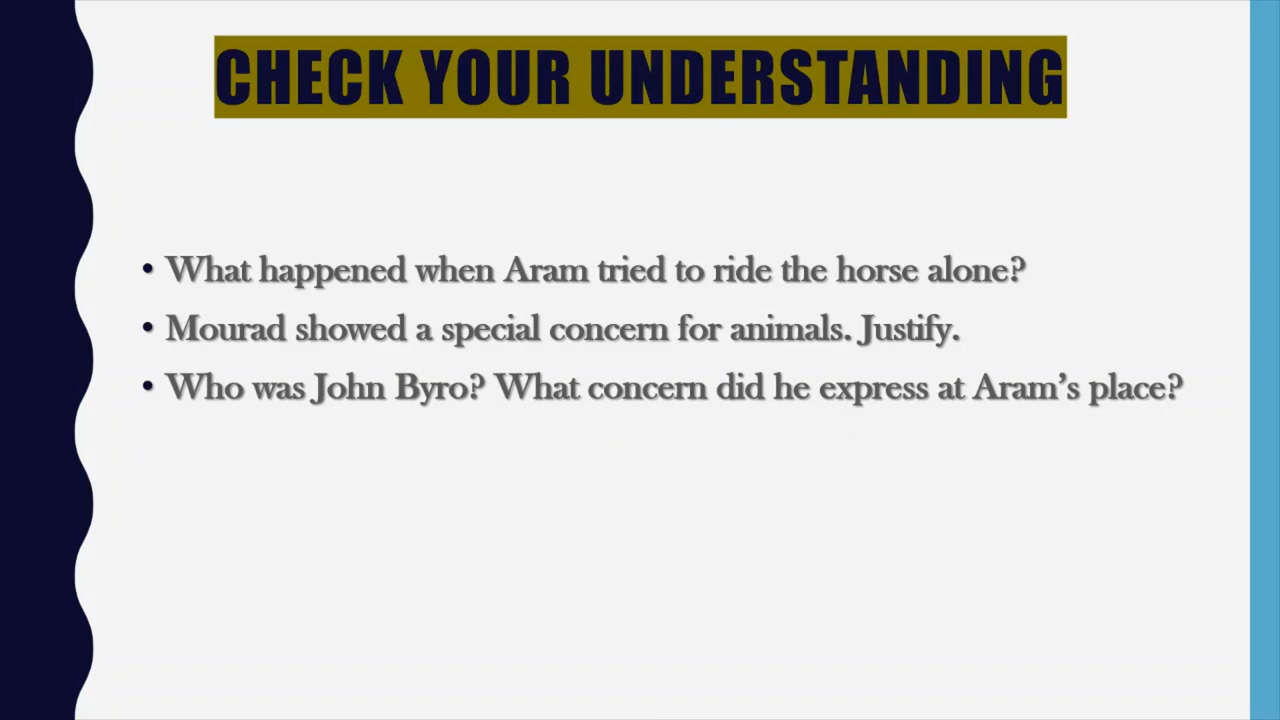 CHECK YOUR UNDERSTANDING
• What happened when Aram tried to ride the horse alone?
• Mourad showed a special concern for animals. Justify.
• Who was John Byro? What concern did he express at Aram’s place?